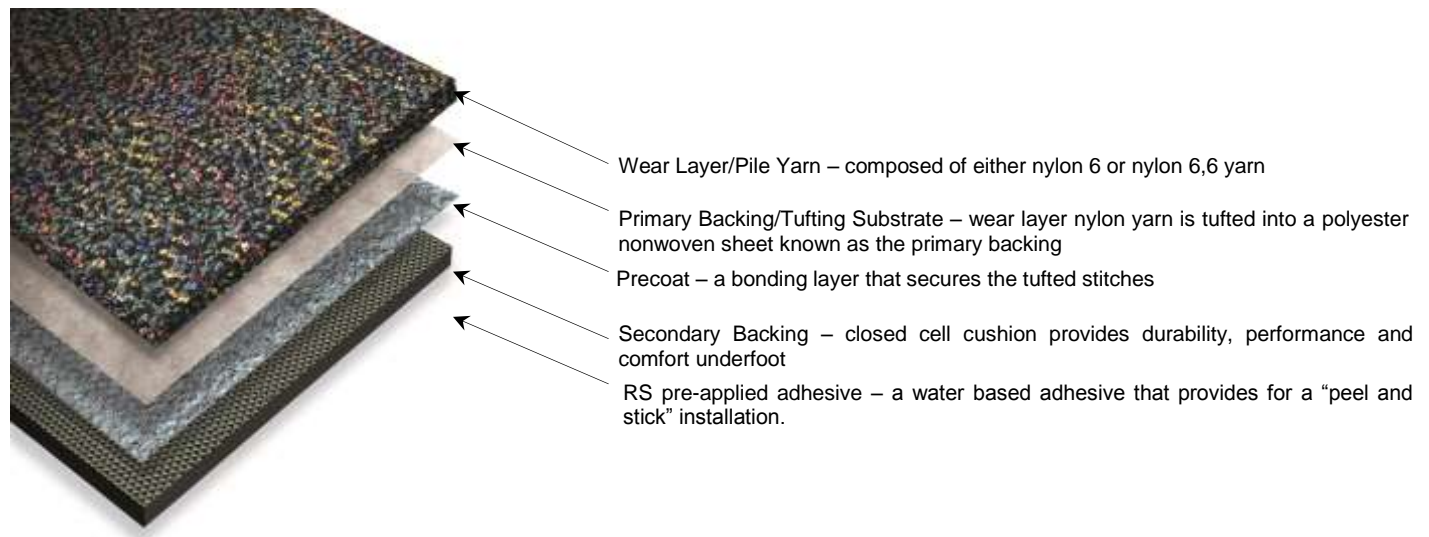 Wear Layer/Pile Yarn – composed of either nylon 6 or nylon 6,6 yarn
Primary Backing/Tufting Substrate – wear layer nylon yarn is tufted into a polyester
nonwoven sheet known as the primary backing
Precoat – a bonding layer that secures the tufted stitches
Secondary Backing – closed cell cushion provides durability, performance and
comfort underfoot
RS pre-applied adhesive – a water based adhesive that provides for a “peel and
stick” installation.